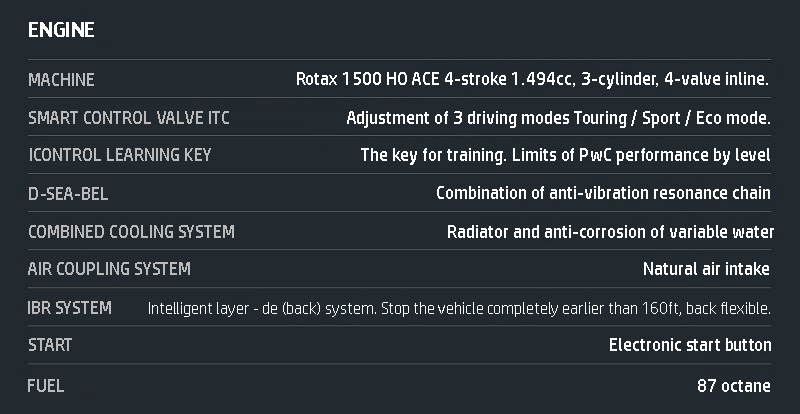 ENGINE
MACHINE Rotax 1500 HO ACE 4-stroke 1.494cc, 3-cylinder, 4-valve inline.
SMART CONTROL VALVE ITC Adjustment of 3 driving modes Touring / Sport / Eco mode.
ICONTROL LEARNING KEY The key for training. Limits of PwC performance by level
D-SEA-BEL Combination of anti-vibration resonance chain
COMBINED COOLING SYSTEM Radiator and anti-corrosion of variable water
AIR COUPLING SYSTEM Natural air intake
IBR SYSTEM Intelligent layer - de (back) system. Stop the vehicle completely earlier than 160ft, back flexible.
START Electronic start button
FUEL 87 octane